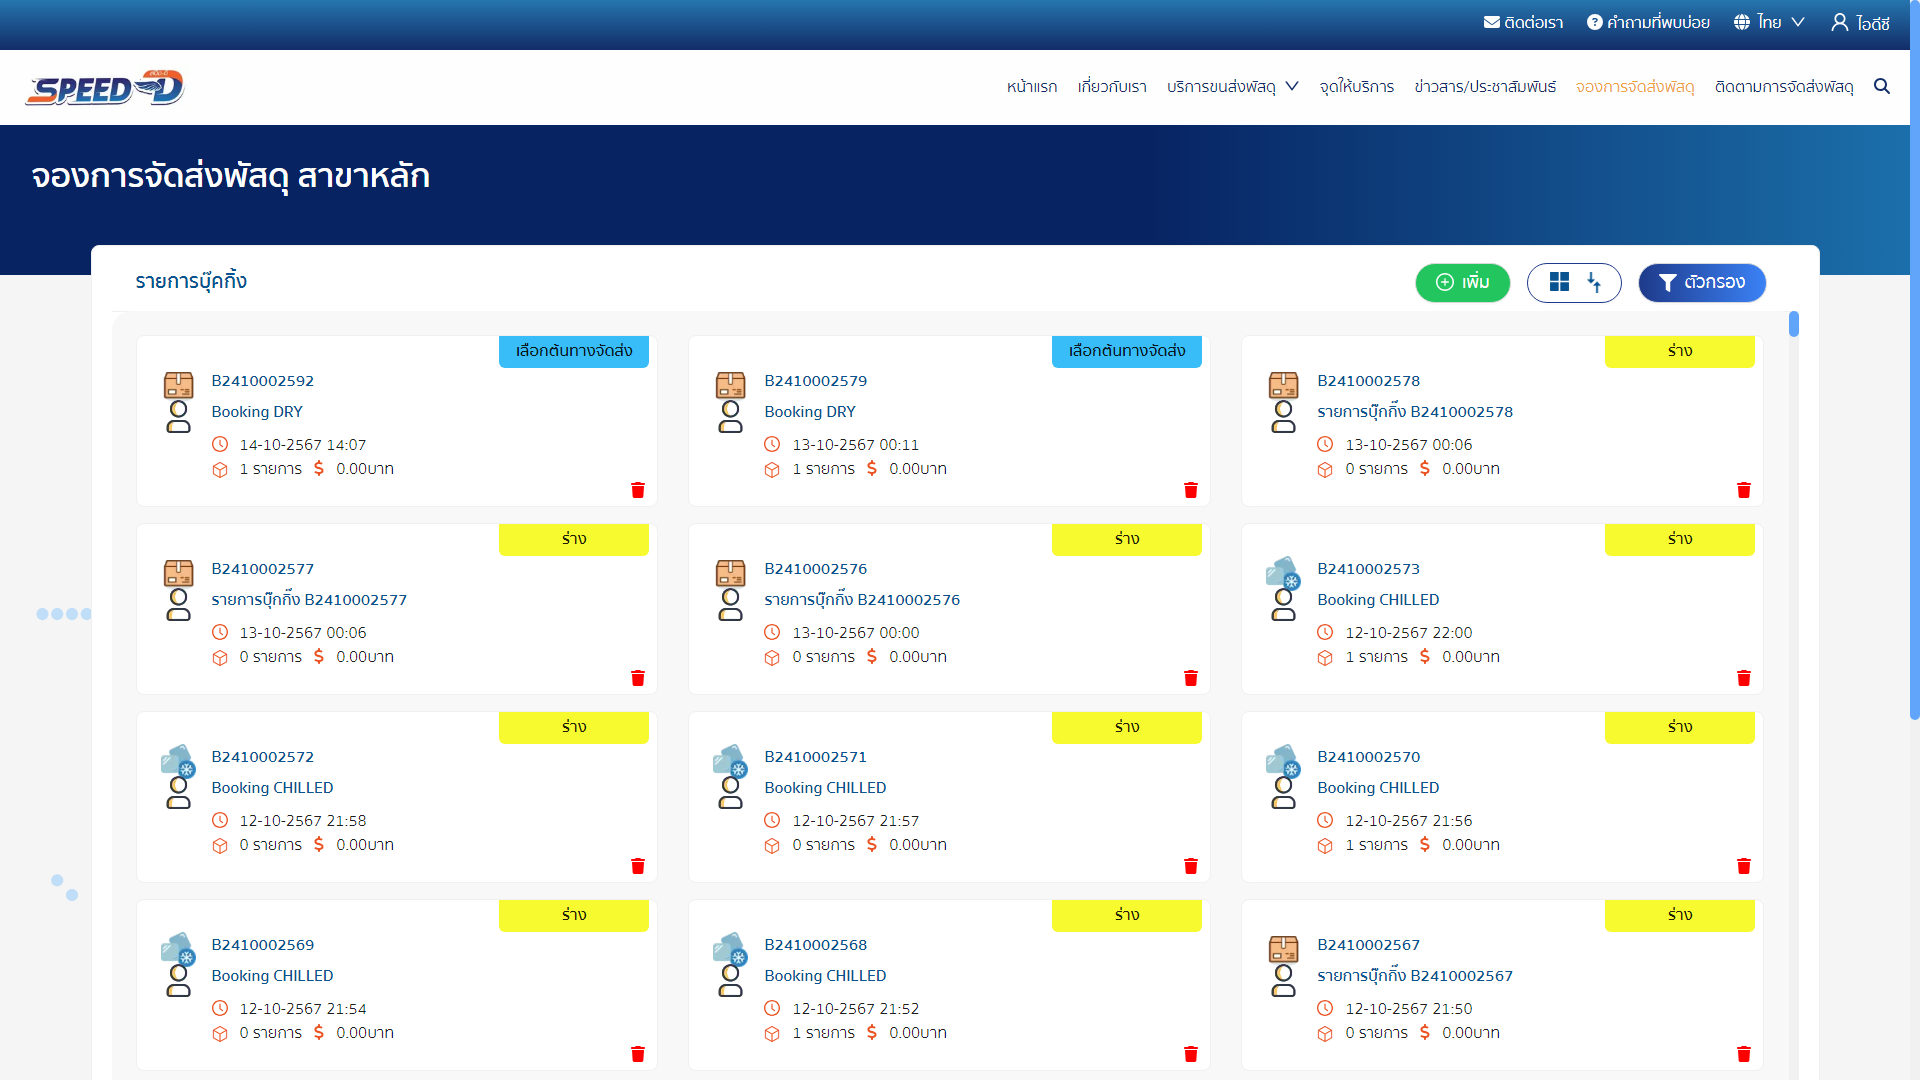 ติดต่อเรา คำถามที่พบบ่อย ไทย ไอดีซี
SPEED-D
หน้าแรก เกี่ยวกับเรา บริการขนส่งพัสดุ จุดให้บริการ ข่าวสาร/ประชาสัมพันธ์ จองการจัดส่งพัสดุ ติดตามการจัดส่งพัสดุ
จองการจัดส่งพัสดุ สาขาหลัก
รายการบุ๊คกิ้ง
เพิ่ม
ตัวกรอง
เลือกต้นทางจัดส่ง
B2410002592
Booking DRY
14-10-2567 14:07
1 รายการ $ 0.00บาท
เลือกต้นทางจัดส่ง
B2410002579
Booking DRY
13-10-2567 00:11
1 รายการ $ 0.00บาท
ร่าง
B2410002578
รายการบุ๊กกิ๊ง B2410002578
13-10-2567 00:06
0 รายการ $ 0.00บาท
ร่าง
B2410002577
รายการบุ๊กกิ๊ง B2410002577
13-10-2567 00:06
0 รายการ $ 0.00บาท
ร่าง
B2410002576
รายการบุ๊กกิ๊ง B2410002576
13-10-2567 00:00
0 รายการ $ 0.00บาท
ร่าง
B2410002573
Booking CHILLED
12-10-2567 22:00
1 รายการ $ 0.00บาท
ร่าง
B2410002572
Booking CHILLED
12-10-2567 21:58
0 รายการ $ 0.00บาท
ร่าง
B2410002571
Booking CHILLED
12-10-2567 21:57
0 รายการ $ 0.00บาท
ร่าง
B2410002570
Booking CHILLED
12-10-2567 21:56
1 รายการ $ 0.00บาท
ร่าง
B2410002569
Booking CHILLED
12-10-2567 21:54
0 รายการ $ 0.00บาท
ร่าง
B2410002568
Booking CHILLED
12-10-2567 21:52
1 รายการ $ 0.00บาท
ร่าง
B2410002567
รายการบุ๊กกิ๊ง B2410002567
12-10-2567 21:50
0 รายการ $ 0.00บาท